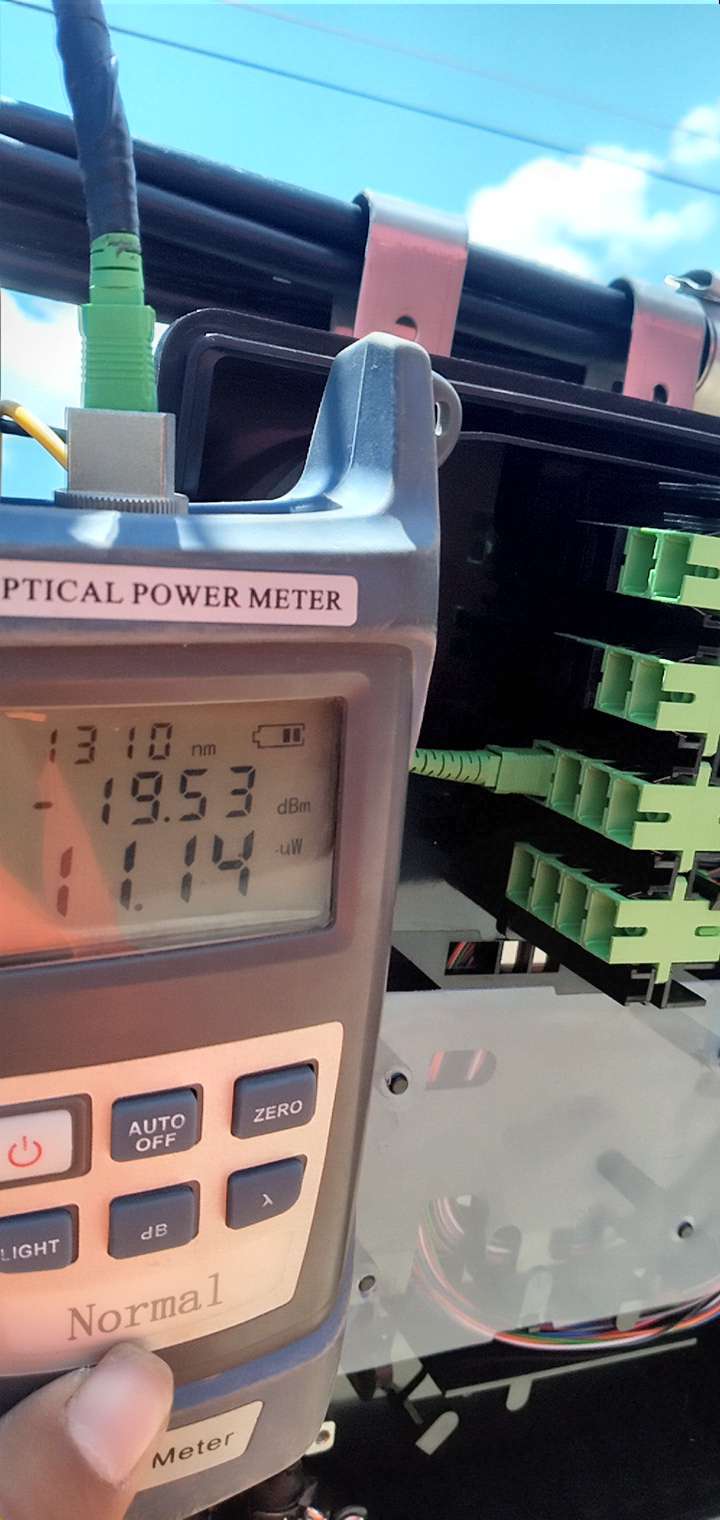 PTICAL POWER METER
1310 nm
-19.53 dBm
11.14 uW
AUTO OFF
ZERO
LIGHT
dB
λ
Normal
Meter